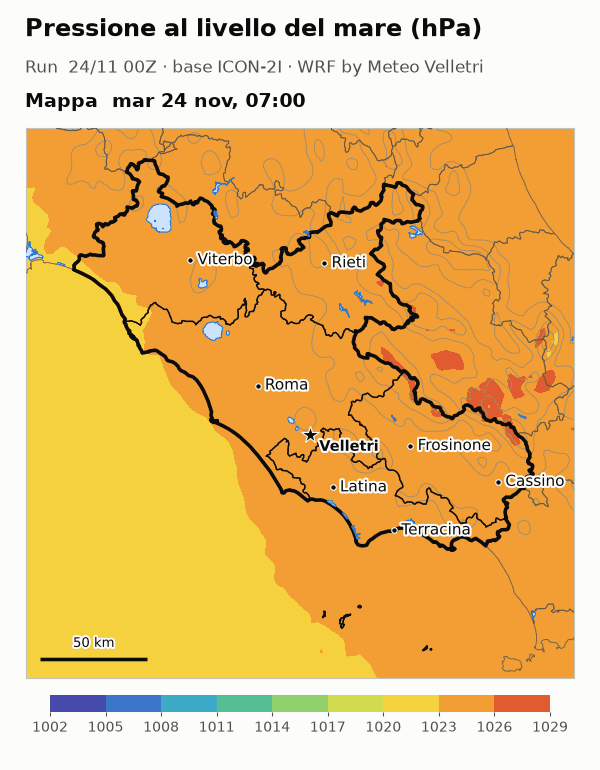 Pressione al livello del mare (hPa)
Run  24/11 00Z · base ICON-2I · WRF by Meteo Velletri
Mappa  mar 24 nov, 07:00
Viterbo
Rieti
Roma
Velletri
Frosinone
Cassino
Latina
Terracina
50 km
1002 1005 1008 1011 1014 1017 1020 1023 1026 1029